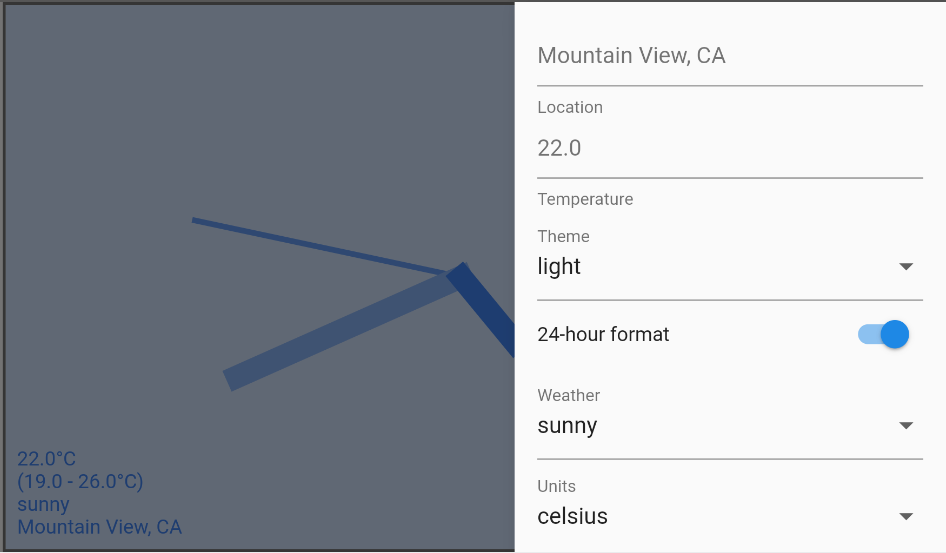 22.0°C
(19.0 - 26.0°C)
sunny
Mountain View, CA
Mountain View, CA
Location
22.0
Temperature
Theme
light
24-hour format
Weather
sunny
Units
celsius